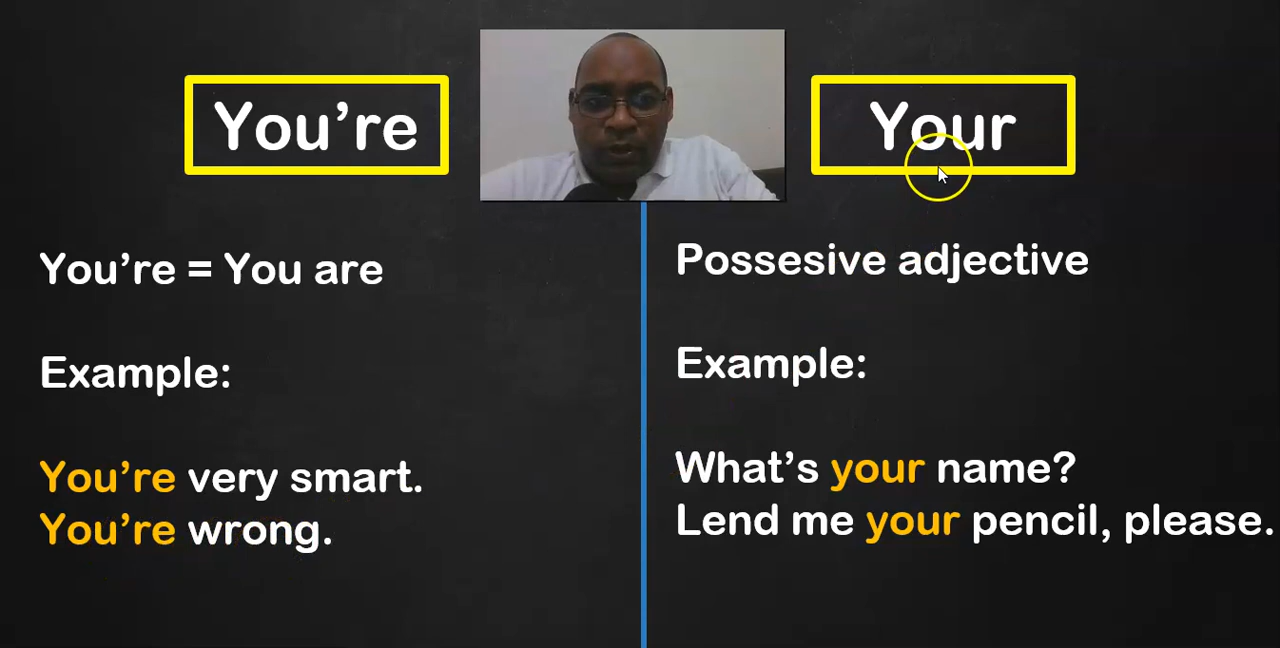 You’re
Your
You’re = You are
Example:
You’re very smart.
You’re wrong.
Possesive adjective
Example:
What’s your name?
Lend me your pencil, please.